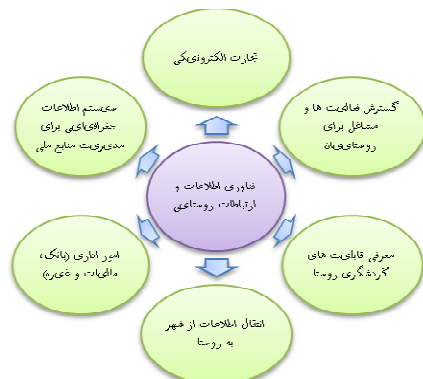 تجارت الکترونیکی
گسترش فعالیت ها و
مشاغل برای
روستاییان
معرفی قابلیت های
گردشگری روستا
انتقال اطلاعات از شهر
به روستا
امور اداری (بانک،
مالیات و غیره)
سیستم اطلاعات
جغرافیایی برای
مدیریت منابع ملی
فناوری اطلاعات و
ارتباطات روستایی